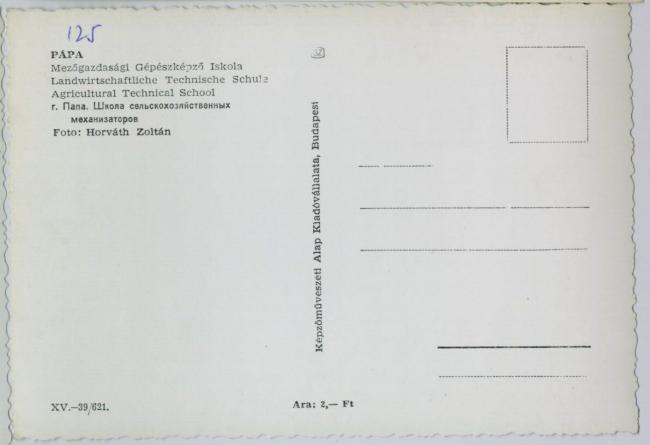 125
PÁPA
Mezőgazdasági Gépészképző Iskola
Landwirtschaftliche Technische Schule
Agricultural Technical School
г. Папа. Школа сельскохозяйственных
механизаторов
Foto: Horváth Zoltán
Képzőművészeti Alap Kiadóvállalata, Budapest
XV.—39/621.
Ara: 2,— Ft